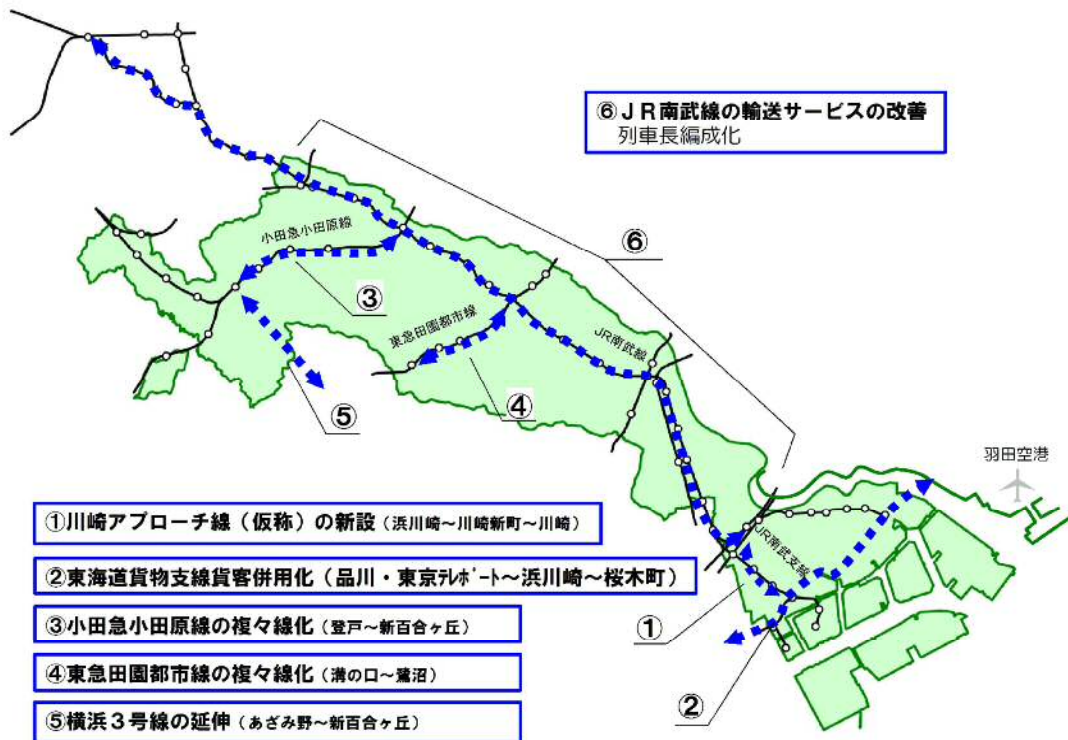 ⑥JR南武線の輸送サービスの改善
列車長編成化
小田急小田原線
⑥
③
東急田園都市線
JR南武線
⑤
④
羽田空港
JR南武支線
①川崎アプローチ線（仮称）の新設（浜川崎～川崎新町～川崎）
②東海道貨物支線貨客併用化（品川・東京ﾃﾚﾎﾟｰﾄ～浜川崎～桜木町）
①
③小田急小田原線の複々線化（登戸～新百合ヶ丘）
④東急田園都市線の複々線化（溝の口～鷺沼）
②
⑤横浜３号線の延伸（あざみ野～新百合ヶ丘）